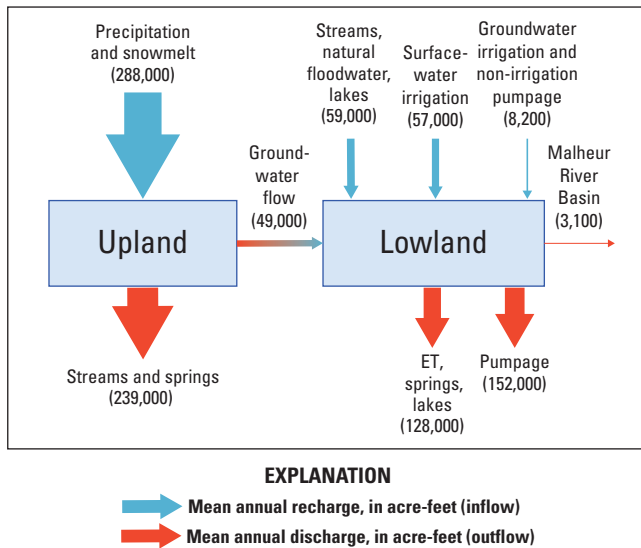 Precipitation
and snowmelt
(288,000)
Streams,
natural
floodwater,
lakes
(59,000)
Surface-
water
irrigation
(57,000)
Groundwater
irrigation and
non-irrigation
pumpage
(8,200)
Ground-
water
flow
(49,000)
Malheur
River
Basin
(3,100)
Upland
Lowland
Streams and springs
(239,000)
ET,
springs,
lakes
(128,000)
Pumpage
(152,000)
EXPLANATION
Mean annual recharge, in acre-feet (inflow)
Mean annual discharge, in acre-feet (outflow)